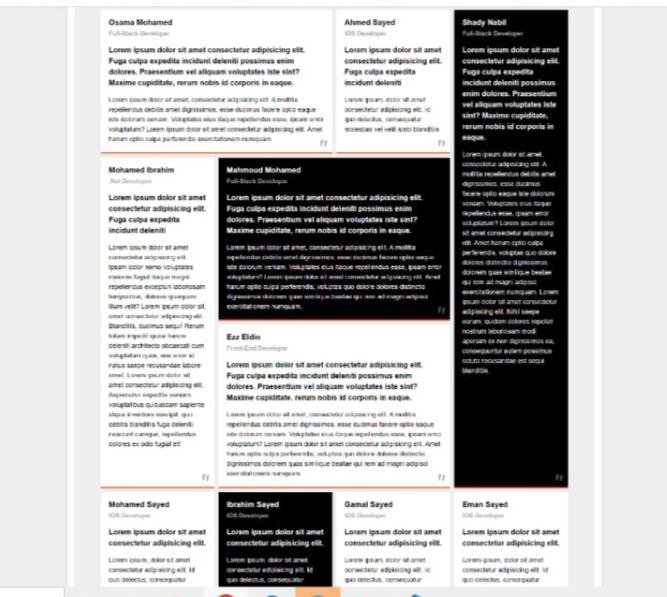 Osama Mohamed
Full-Stack Developer
Lorem ipsum dolor sit amet consectetur adipisicing elit.
Fuga culpa expedita incidunt deleniti possimus enim
dolores. Praesentium vel aliquam voluptates iste sint?
Maxime cupiditate, rerum nobis id corporis in eaque.
Lorem ipsum dolor sit amet, consectetur adipisicing elit. A mollitia
repellendus debitis amet dignissimos, esse ducimus facere optio eaque
iste dolorum veniam. Voluptates eius itaque repellendus esse, ipsam error
voluptatum? Lorem ipsum dolor sit amet consectetur adipisicing elit. Amet
harum optio culpa perferendis exercitationem numquam.
Ahmed Sayed
IOS Developer
Lorem ipsum dolor sit amet
consectetur adipisicing elit.
Fuga culpa expedita
incidunt deleniti
Lorem ipsum, dolor sit amet
consectetur adipisicing elit. Id
quo delectus, consequatur
molestias vel velit iusto blanditiis
Shady Nabil
Full-Stack Developer
Lorem ipsum dolor sit amet
consectetur adipisicing elit.
Fuga culpa expedita
incidunt deleniti possimus
enim dolores. Praesentium
vel aliquam voluptates iste
sint? Maxime cupiditate,
rerum nobis id corporis in
eaque.
Lorem ipsum dolor sit amet,
consectetur adipisicing elit. A
mollitia repellendus debitis amet
dignissimos, esse ducimus
facere optio eaque iste dolorum
veniam. Voluptates eius itaque
repellendus esse, ipsam error
voluptatum? Lorem ipsum dolor
sit amet consectetur adipisicing
elit. Amet harum optio culpa
perferendis, voluptas quo dolore
dolores distinctio dignissimos
dolorum quas similique beatae
qui rem ad magni adipisci
exercitationem numquam. Lorem
ipsum dolor sit amet consectetur
adipisicing elit. Nihil saepe
earum, quidem dolores repellat
nostrum laboriosam modi
aperiam ex non dignissimos ea,
consequuntur autem possimus
soluta recusandae est sequi
blanditiis
Mohamed Ibrahim
.Net Developer
Lorem ipsum dolor sit amet
consectetur adipisicing elit.
Fuga culpa expedita
incidunt deleniti
Lorem ipsum dolor sit amet
consectetur adipisicing elit.
Ipsam dolor nemo voluptates
maiores fugiat itaque magni
repellendus excepturi laboriosam
temporibus, dolores quisquam
illum velit? Lorem ipsum dolor sit,
amet consectetur adipisicing elit.
Blanditiis, ducimus sequi! Rerum
totam impedit quasi harum
deleniti architecto obcaecati cum
voluptatum quas, eos enim id
natus saepe recusandae labore
amet. Lorem ipsum dolor sit
amet consectetur adipisicing elit.
Aspernatur expedita veniam
voluptatibus quibusdam sapiente
alique inventore suscipit, quo
debitis blanditiis fuga deleniti
nesciunt cumque, repellendus
dolores ex odio fugiat et!
Mahmoud Mohamed
Full-Stack Developer
Lorem ipsum dolor sit amet consectetur adipisicing elit.
Fuga culpa expedita incidunt deleniti possimus enim
dolores. Praesentium vel aliquam voluptates iste sint?
Maxime cupiditate, rerum nobis id corporis in eaque.
Lorem ipsum dolor sit amet, consectetur adipisicing elit. A mollitia
repellendus debitis amet dignissimos, esse ducimus facere optio eaque
iste dolorum veniam. Voluptates eius itaque repellendus esse, ipsam error
voluptatum? Lorem ipsum dolor sit amet consectetur adipisicing elit. Amet
harum optio culpa perferendis, voluptas quo dolore dolores distinctio
dignissimos dolorum quas similique beatae qui rem ad magni adipisci
exercitationem numquam.
Ezz Eldin
Front-End Developer
Lorem ipsum dolor sit amet consectetur adipisicing elit.
Fuga culpa expedita incidunt deleniti possimus enim
dolores. Praesentium vel aliquam voluptates iste sint?
Maxime cupiditate, rerum nobis id corporis in eaque.
Lorem ipsum dolor sit amet, consectetur adipisicing elit. A mollitia
repellendus debitis amet dignissimos, esse ducimus facere optio eaque
iste dolorum veniam. Voluptates eius itaque repellendus esse, ipsam error
voluptatum? Lorem ipsum dolor sit amet consectetur adipisicing elit. Amet
harum optio culpa perferendis, voluptas quo dolore dolores distinctio
dignissimos dolorum quas similique beatae qui rem ad magni adipisci
exercitationem numquam.
Mohamed Sayed
IOS Developer
Lorem ipsum dolor sit amet
consectetur adipisicing elit.
Lorem ipsum, dolor sit amet
consectetur adipisicing elit. Id
quo delectus, consequatur
Ibrahim Sayed
IOS Developer
Lorem ipsum dolor sit amet
consectetur adipisicing elit.
Lorem ipsum, dolor sit amet
consectetur adipisicing elit. Id
quo delectus, consequatur
Gamal Sayed
IOS Developer
Lorem ipsum dolor sit amet
consectetur adipisicing elit.
Lorem ipsum, dolor sit amet
consectetur adipisicing elit. Id
quo delectus, consequatur
Eman Sayed
IOS Developer
Lorem ipsum dolor sit amet
consectetur adipisicing elit.
Lorem ipsum, dolor sit amet
consectetur adipisicing elit. Id
quo delectus, consequatur